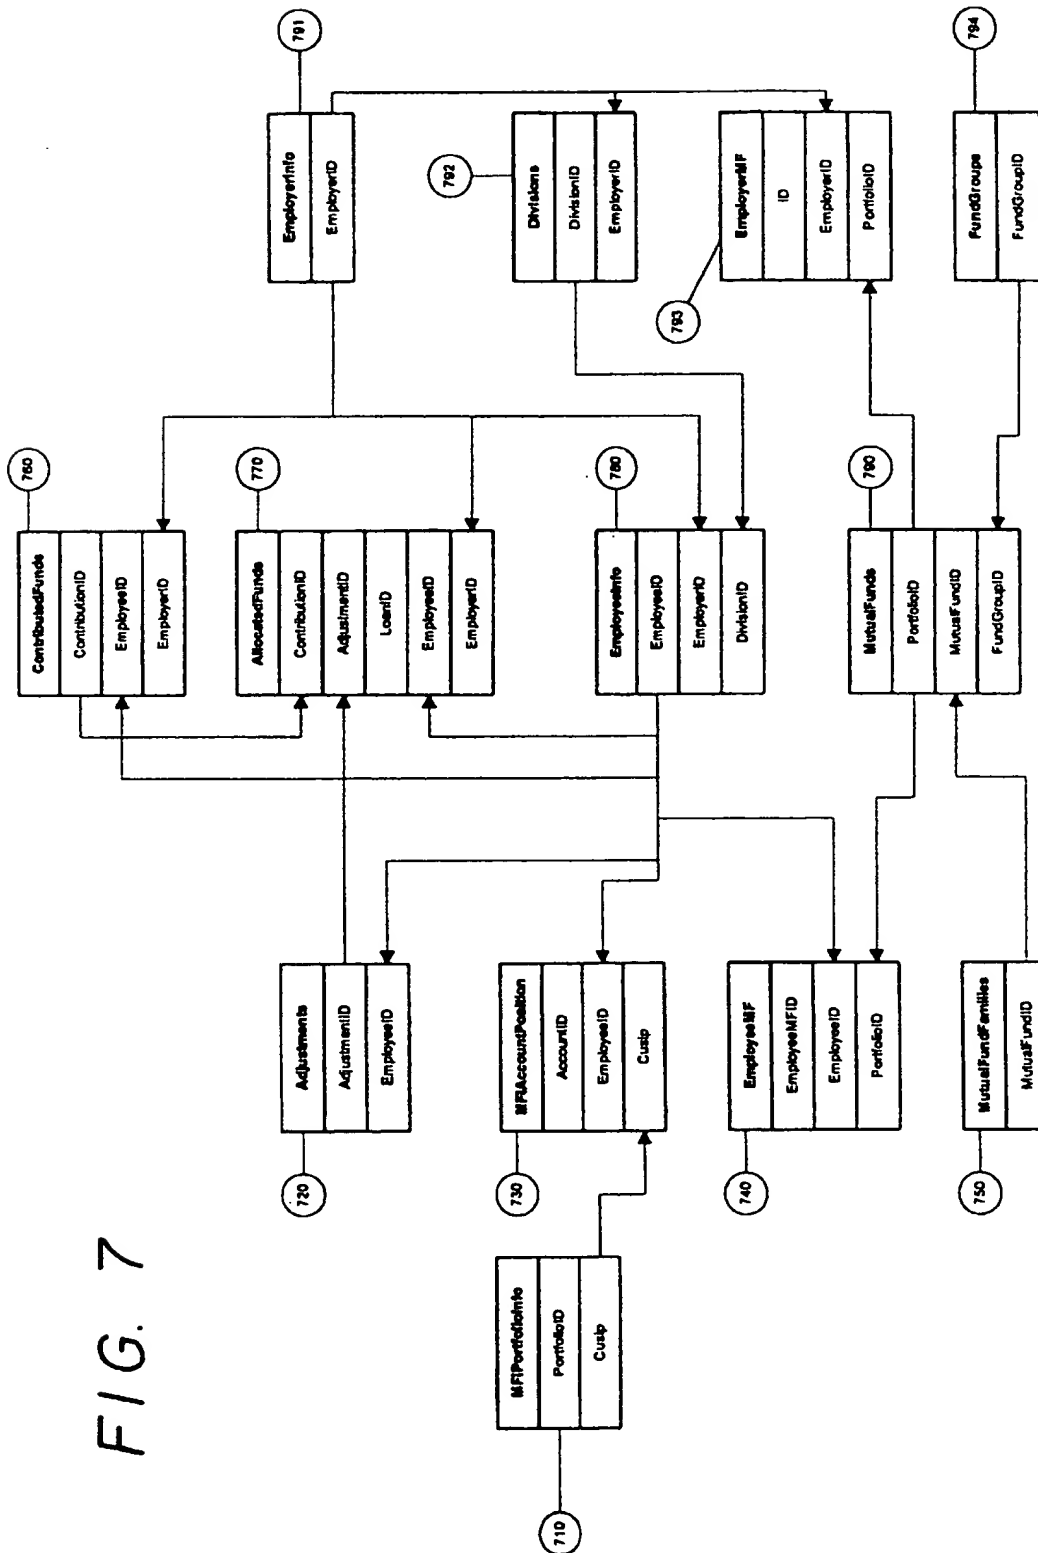 FIG. 7
710
MFIPortfolioInfo
PortfolioID
Cusip
720
Adjustments
AdjustmentID
EmployeeID
730
MFIAccountPosition
AccountID
EmployeeID
Cusip
740
EmployeeMF
EmployeeMFID
EmployeeID
PortfolioID
750
MutualFundFamilies
MutualFundID
760
ContributedFunds
ContributionID
EmployeeID
EmployerID
770
AllocatedFunds
ContributionID
AdjustmentID
LoanID
EmployeeID
EmployerID
780
EmployeeInfo
EmployeeID
EmployerID
DivisionID
790
MutualFunds
PortfolioID
MutualFundID
FundGroupID
791
EmployerInfo
EmployerID
792
Divisions
DivisionID
EmployerID
793
EmployerMF
ID
EmployerID
PortfolioID
794
FundGroups
FundGroupID